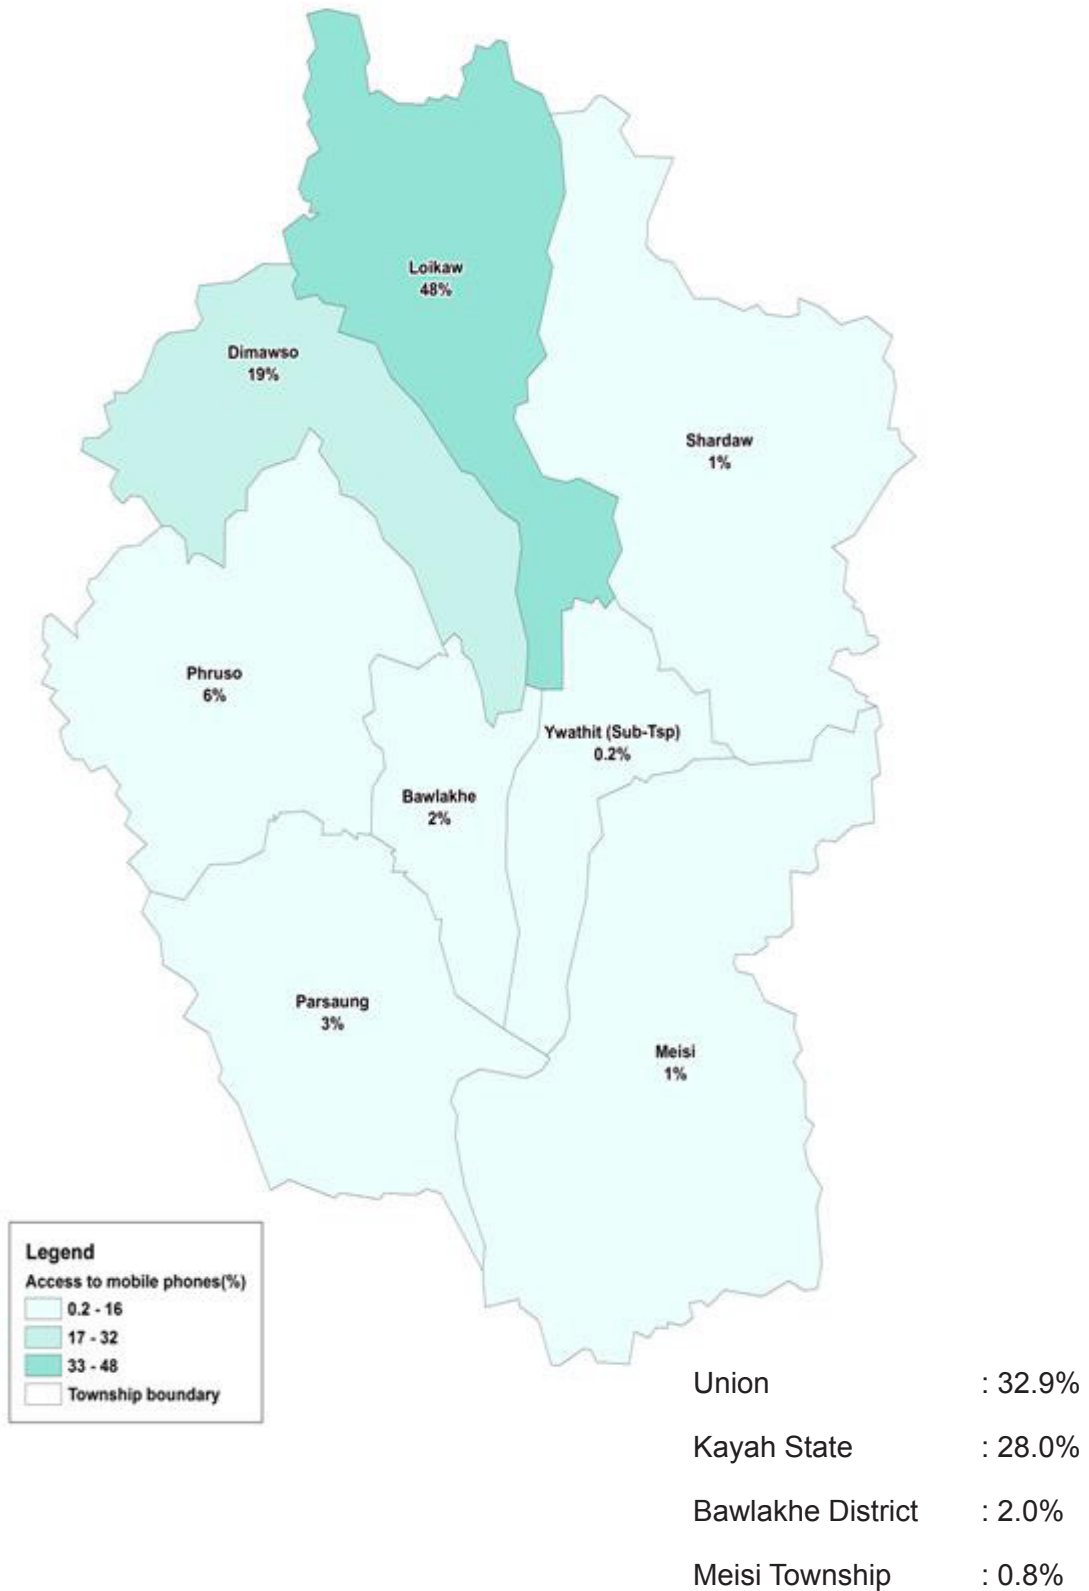 Loikaw
48%
Dimawso
19%
Shardaw
1%
Phruso
6%
Ywathit (Sub-Tsp)
0.2%
Bawlakhe
2%
Parsaung
3%
Meisi
1%
Legend
Access to mobile phones(%)
0.2 - 16
17 - 32
33 - 48
Township boundary
Union : 32.9%
Kayah State : 28.0%
Bawlakhe District : 2.0%
Meisi Township : 0.8%